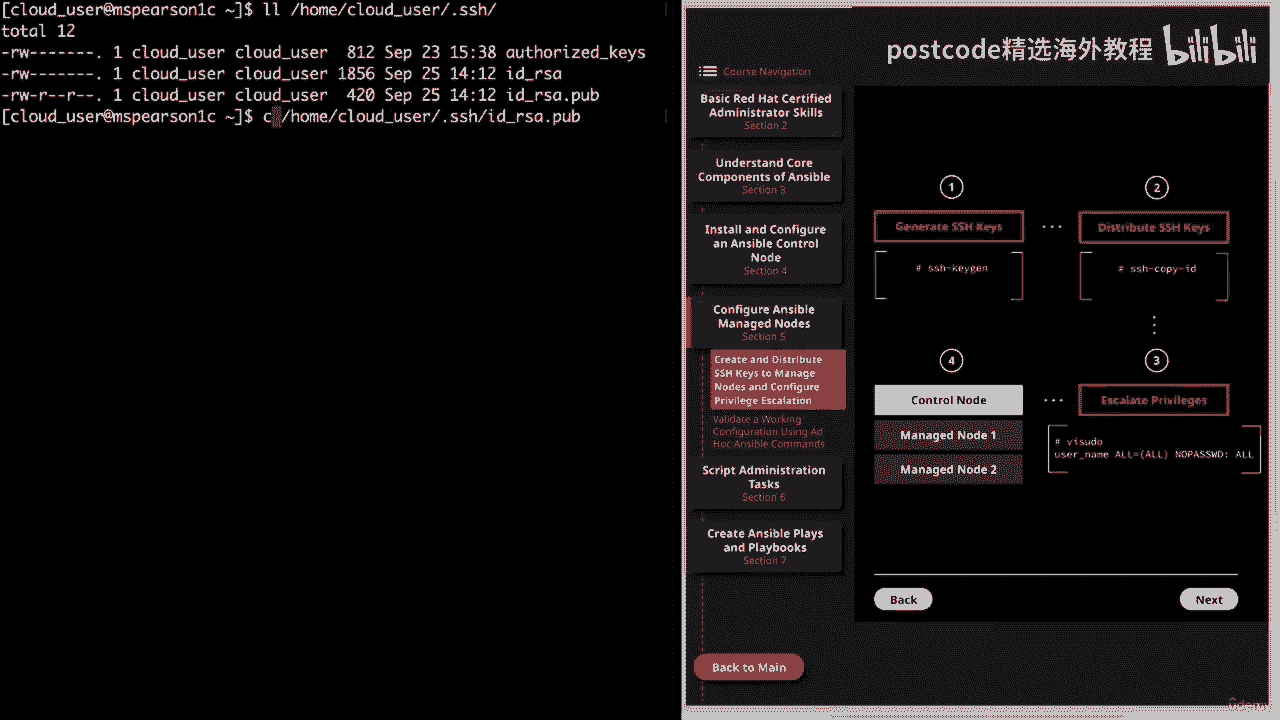 [cloud_user@mspearson1c ~]$ ll /home/cloud_user/.ssh/
total 12
-rw-------. 1 cloud_user cloud_user  812 Sep 23 15:38 authorized_keys
-rw-------. 1 cloud_user cloud_user 1856 Sep 25 14:12 id_rsa
-rw-r--r--. 1 cloud_user cloud_user  420 Sep 25 14:12 id_rsa.pub
[cloud_user@mspearson1c ~]$ c /home/cloud_user/.ssh/id_rsa.pub
postcode精选海外教程 bilibili
Course Navigation
Basic Red Hat Certified
Administrator Skills
Section 2
Understand Core
Components of Ansible
Section 3
Install and Configure
an Ansible Control
Node
Section 4
Configure Ansible
Managed Nodes
Section 5
Create and Distribute
SSH Keys to Manage
Nodes and Configure
Privilege Escalation
Validate a Working
Configuration Using Ad
Hoc Ansible Commands
Script Administration
Tasks
Section 6
Create Ansible Plays
and Playbooks
Section 7
Back to Main
1
2
Generate SSH Keys
...
Distribute SSH Keys
# ssh-keygen
# ssh-copy-id
4
3
Control Node
...
Escalate Privileges
Managed Node 1
Managed Node 2
# visudo
user_name ALL=(ALL) NOPASSWD: ALL
Back
Next
ûdemy